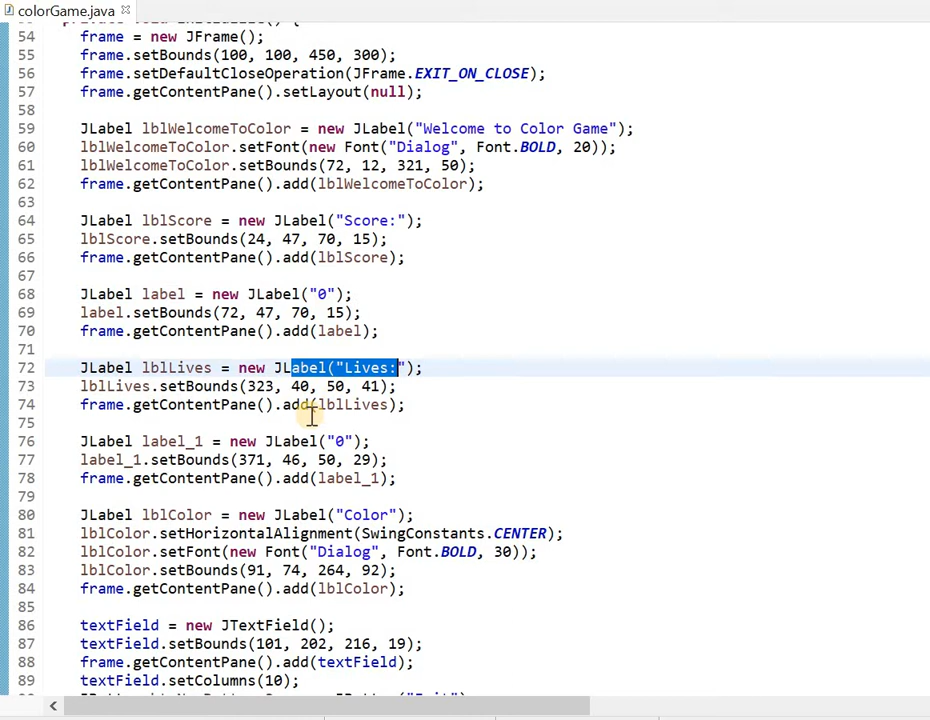 colorGame.java
54 frame = new JFrame();
55 frame.setBounds(100, 100, 450, 300);
56 frame.setDefaultCloseOperation(JFrame.EXIT_ON_CLOSE);
57 frame.getContentPane().setLayout(null);
58
59 JLabel lblWelcomeToColor = new JLabel("Welcome to Color Game");
60 lblWelcomeToColor.setFont(new Font("Dialog", Font.BOLD, 20));
61 lblWelcomeToColor.setBounds(72, 12, 321, 50);
62 frame.getContentPane().add(lblWelcomeToColor);
63
64 JLabel lblScore = new JLabel("Score:");
65 lblScore.setBounds(24, 47, 70, 15);
66 frame.getContentPane().add(lblScore);
67
68 JLabel label = new JLabel("0");
69 label.setBounds(72, 47, 70, 15);
70 frame.getContentPane().add(label);
71
72 JLabel lblLives = new JLabel("Lives:");
73 lblLives.setBounds(323, 40, 50, 41);
74 frame.getContentPane().add(lblLives);
75
76 JLabel label_1 = new JLabel("0");
77 label_1.setBounds(371, 46, 50, 29);
78 frame.getContentPane().add(label_1);
79
80 JLabel lblColor = new JLabel("Color");
81 lblColor.setHorizontalAlignment(SwingConstants.CENTER);
82 lblColor.setFont(new Font("Dialog", Font.BOLD, 30));
83 lblColor.setBounds(91, 74, 264, 92);
84 frame.getContentPane().add(lblColor);
85
86 textField = new JTextField();
87 textField.setBounds(101, 202, 216, 19);
88 frame.getContentPane().add(textField);
89 textField.setColumns(10);